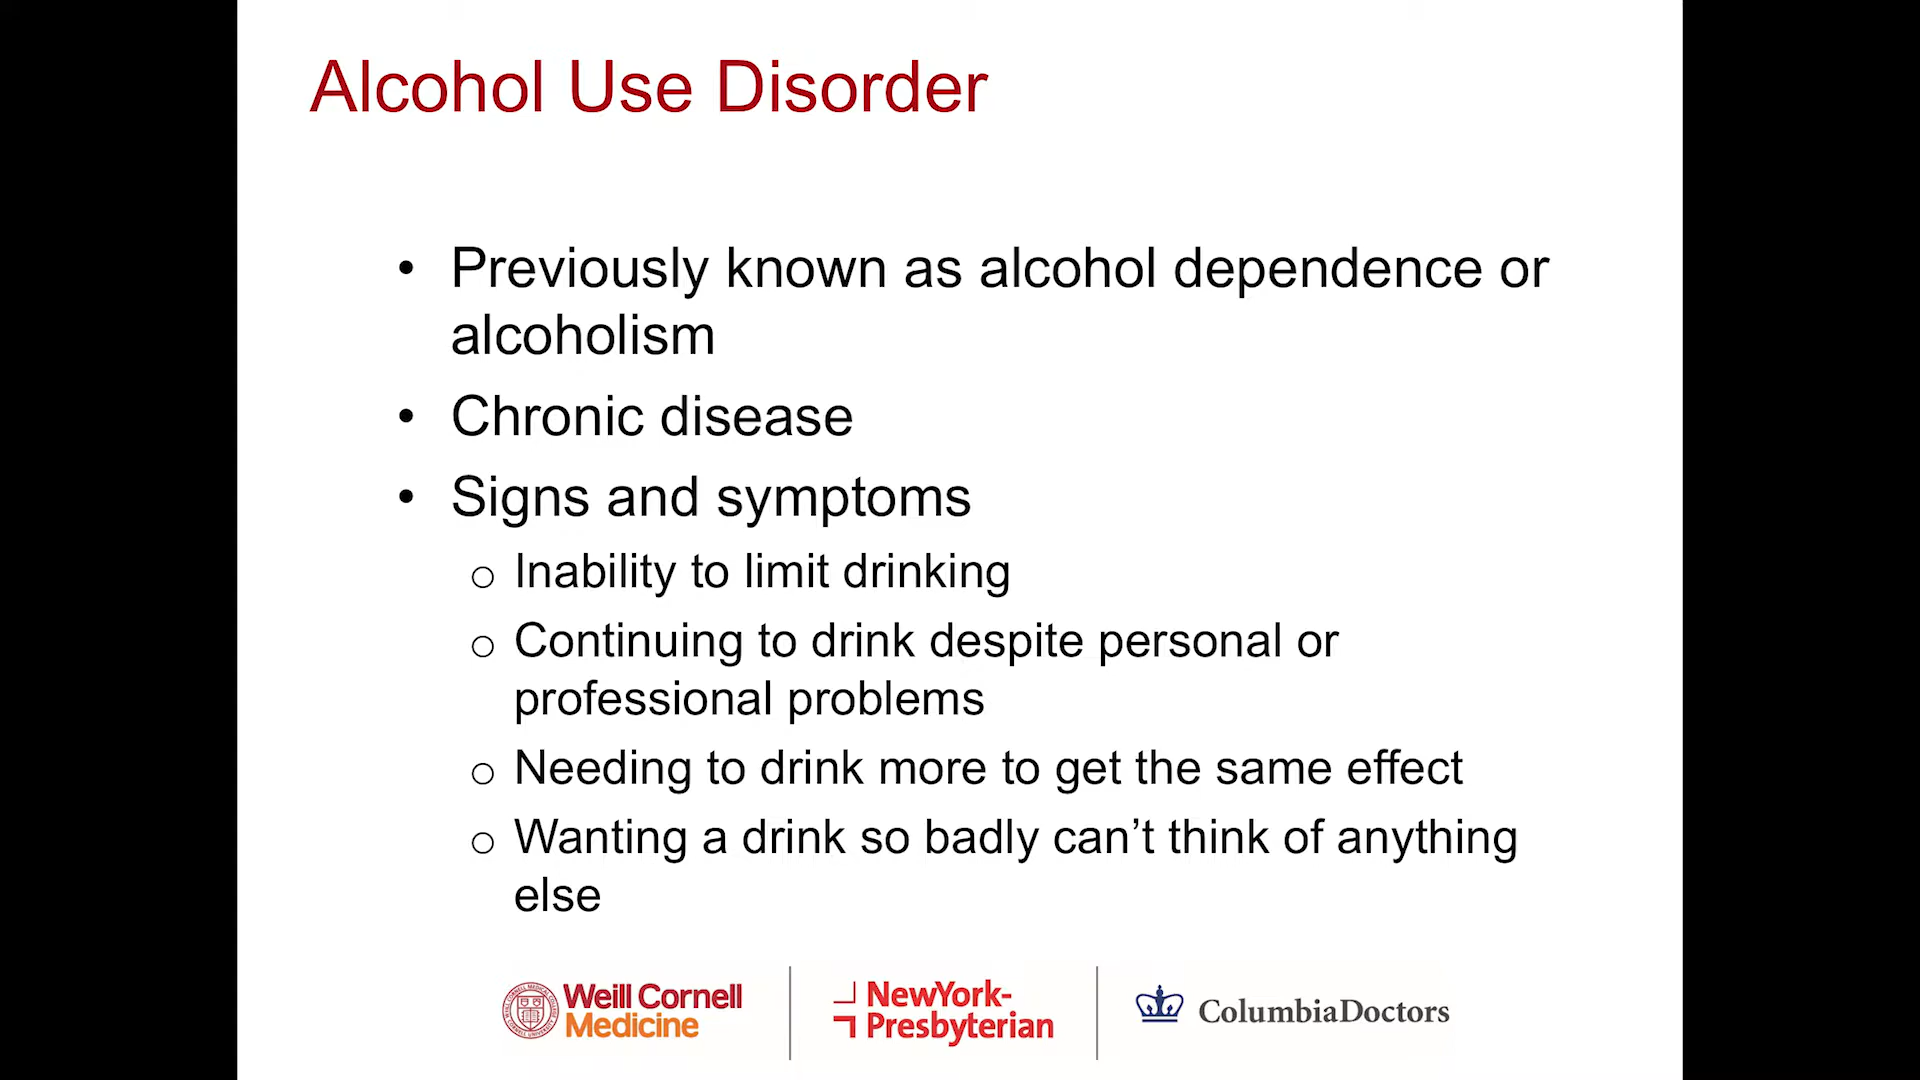 Alcohol Use Disorder
• Previously known as alcohol dependence or
alcoholism
• Chronic disease
• Signs and symptoms
o Inability to limit drinking
o Continuing to drink despite personal or
professional problems
o Needing to drink more to get the same effect
o Wanting a drink so badly can’t think of anything
else
Weill Cornell
Medicine
NewYork-
Presbyterian
ColumbiaDoctors